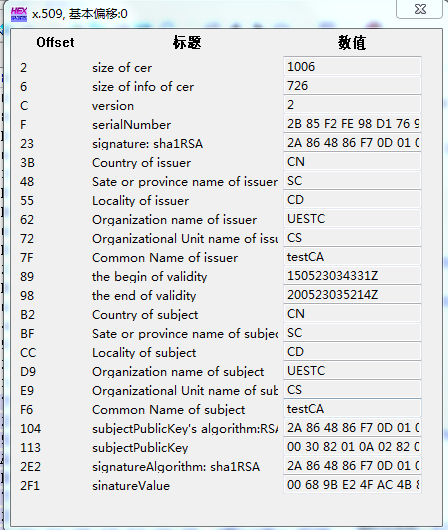 HEX
x.509, 基本偏移:0
Offset 标题 数值
2 size of cer 1006
6 size of info of cer 726
C version 2
F serialNumber 2B 85 F2 FE 98 D1 76 9
23 signature: sha1RSA 2A 86 48 86 F7 0D 01 0
3B Country of issuer CN
48 Sate or province name of issuer SC
55 Locality of issuer CD
62 Organization name of issuer UESTC
72 Organizational Unit name of issu CS
7F Common Name of issuer testCA
89 the begin of validity 150523034331Z
98 the end of validity 200523035214Z
B2 Country of subject CN
BF Sate or province name of subject SC
CC Locality of subject CD
D9 Organization name of subject UESTC
E9 Organizational Unit name of sub CS
F6 Common Name of subject testCA
104 subjectPublicKey's algorithm:RSA 2A 86 48 86 F7 0D 01 0
113 subjectPublicKey 00 30 82 01 0A 02 82 0
2E2 signatureAlgorithm: sha1RSA 2A 86 48 86 F7 0D 01 0
2F1 sinatureValue 00 68 9B E2 4F AC 4B 8